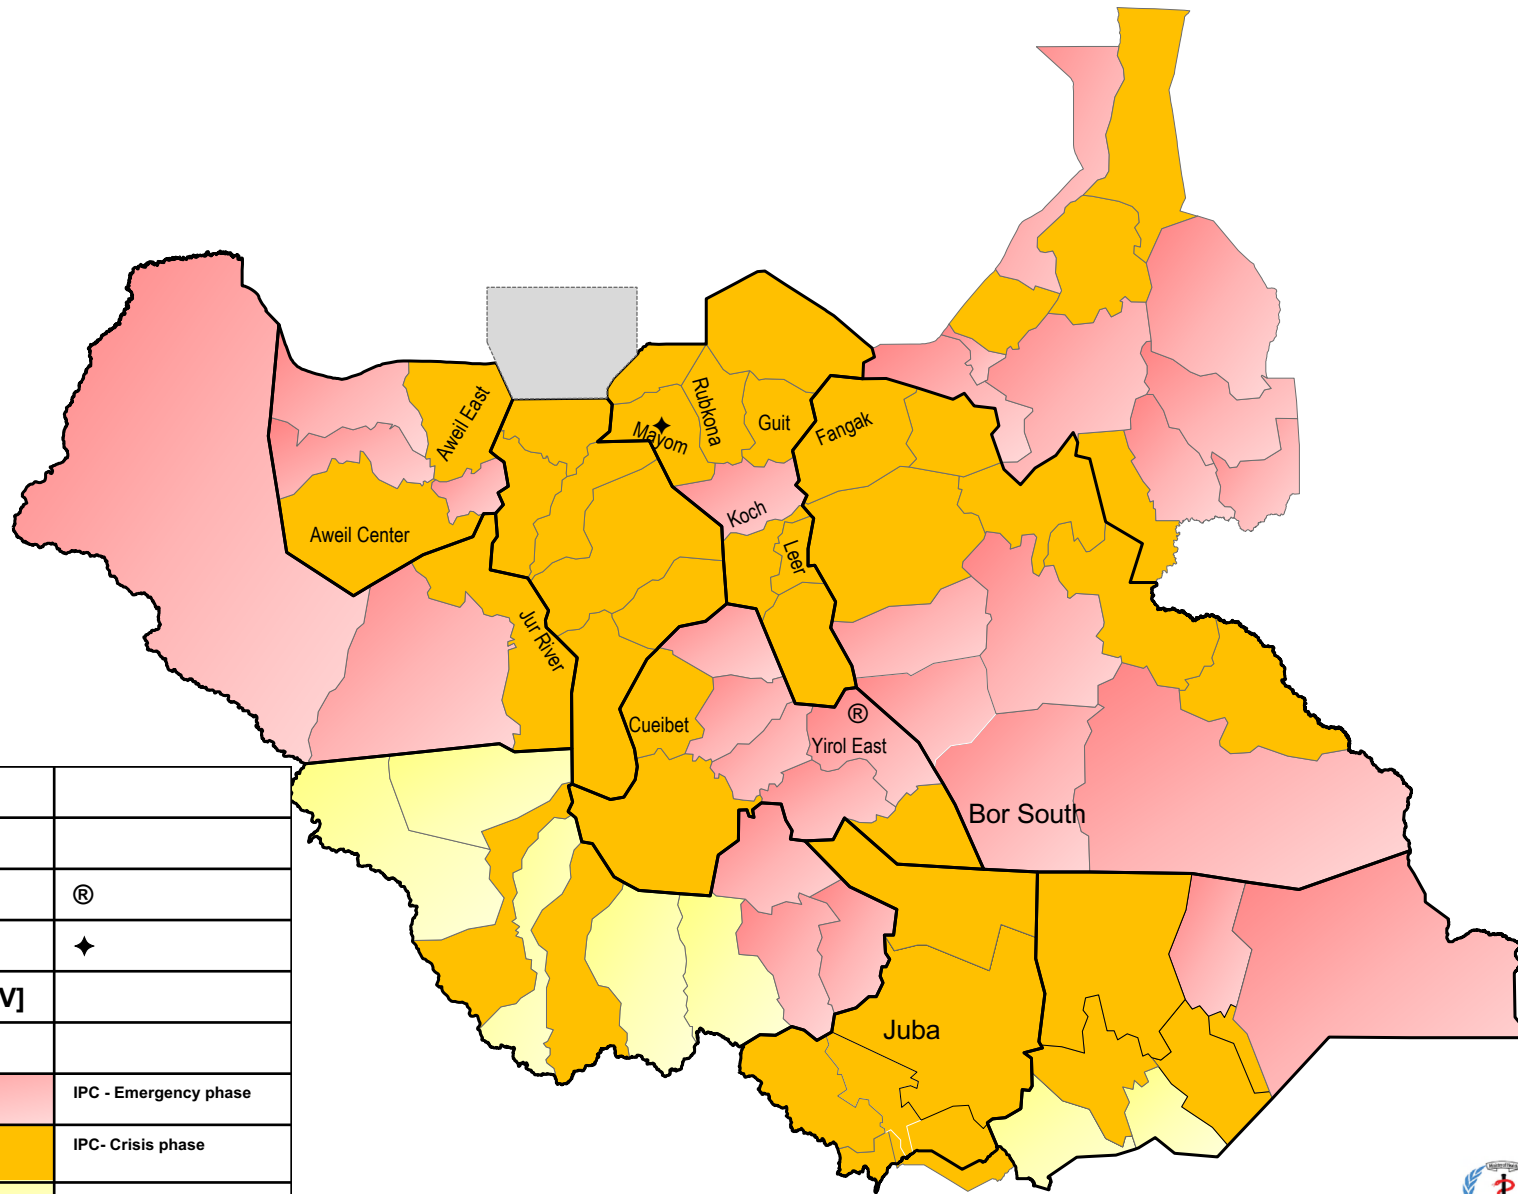 Aweil East
Rubkona
Mayom
Guit
Fangak
Koch
Aweil Center
Leer
Jur River
Cueibet
®
Yirol East
Bor South
Juba
®
V]
IPC - Emergency phase
IPC- Crisis phase